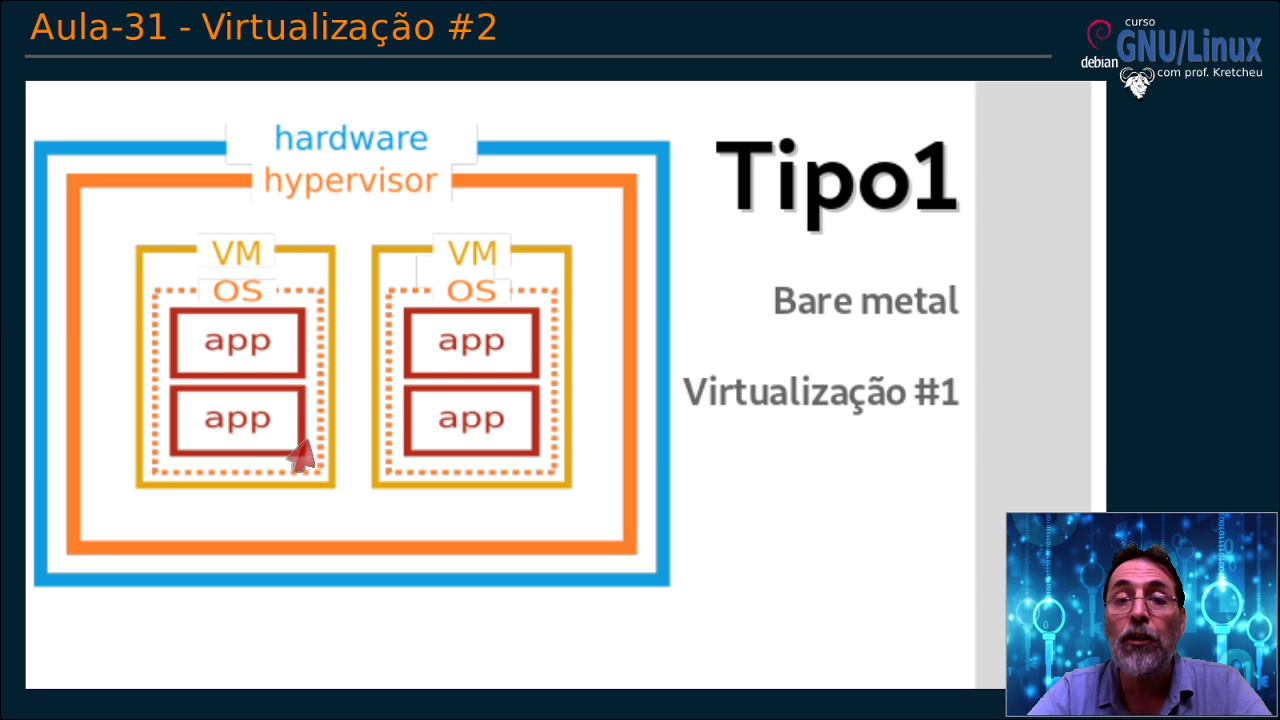 Aula-31 - Virtualização #2
curso
GNU/Linux
debian
com prof. Kretcheu
hardware
hypervisor
VM
OS
app
app
VM
OS
app
app
Tipo1
Bare metal
Virtualização #1